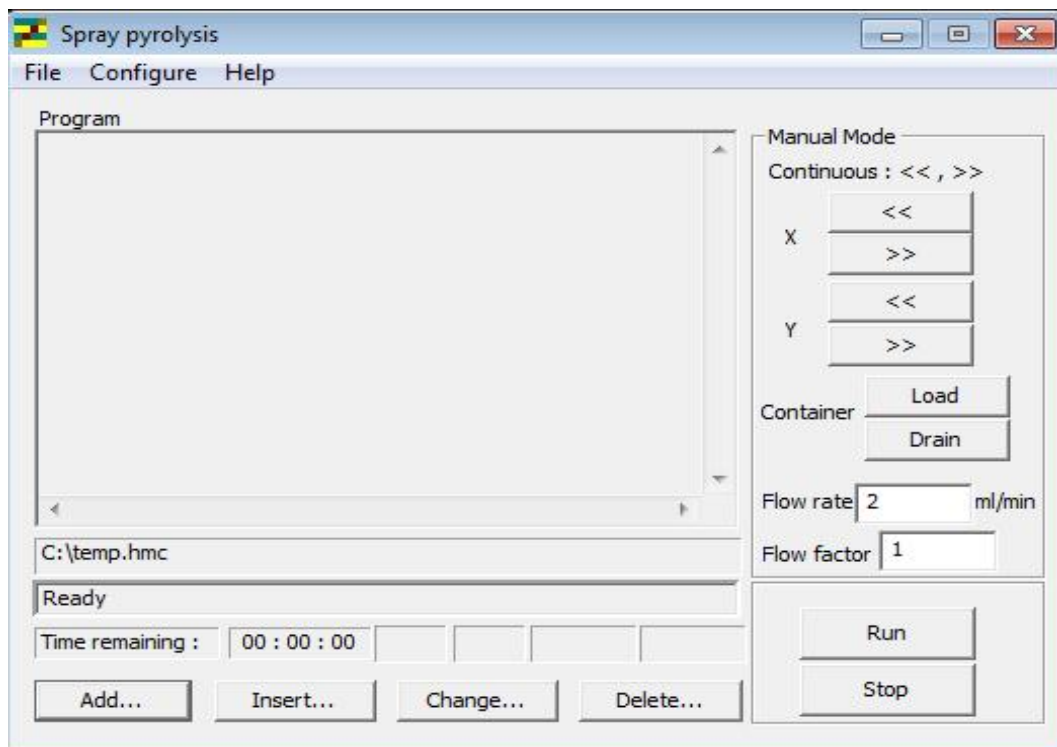 Spray pyrolysis
File Configure Help
Program
Manual Mode
Continuous : << , >>
X
<<
>>
Y
<<
>>
Container
Load
Drain
Flow rate 2 ml/min
Flow factor 1
C:\temp.hmc
Ready
Time remaining : 00 : 00 : 00
Add... Insert... Change... Delete...
Run
Stop